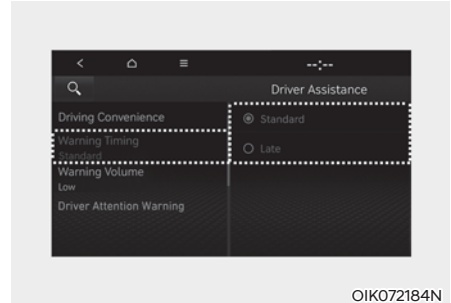 --:--
Driver Assistance
Driving Convenience
Warning Timing
Standard
Warning Volume
Low
Driver Attention Warning
Standard
Late
OIK072184N